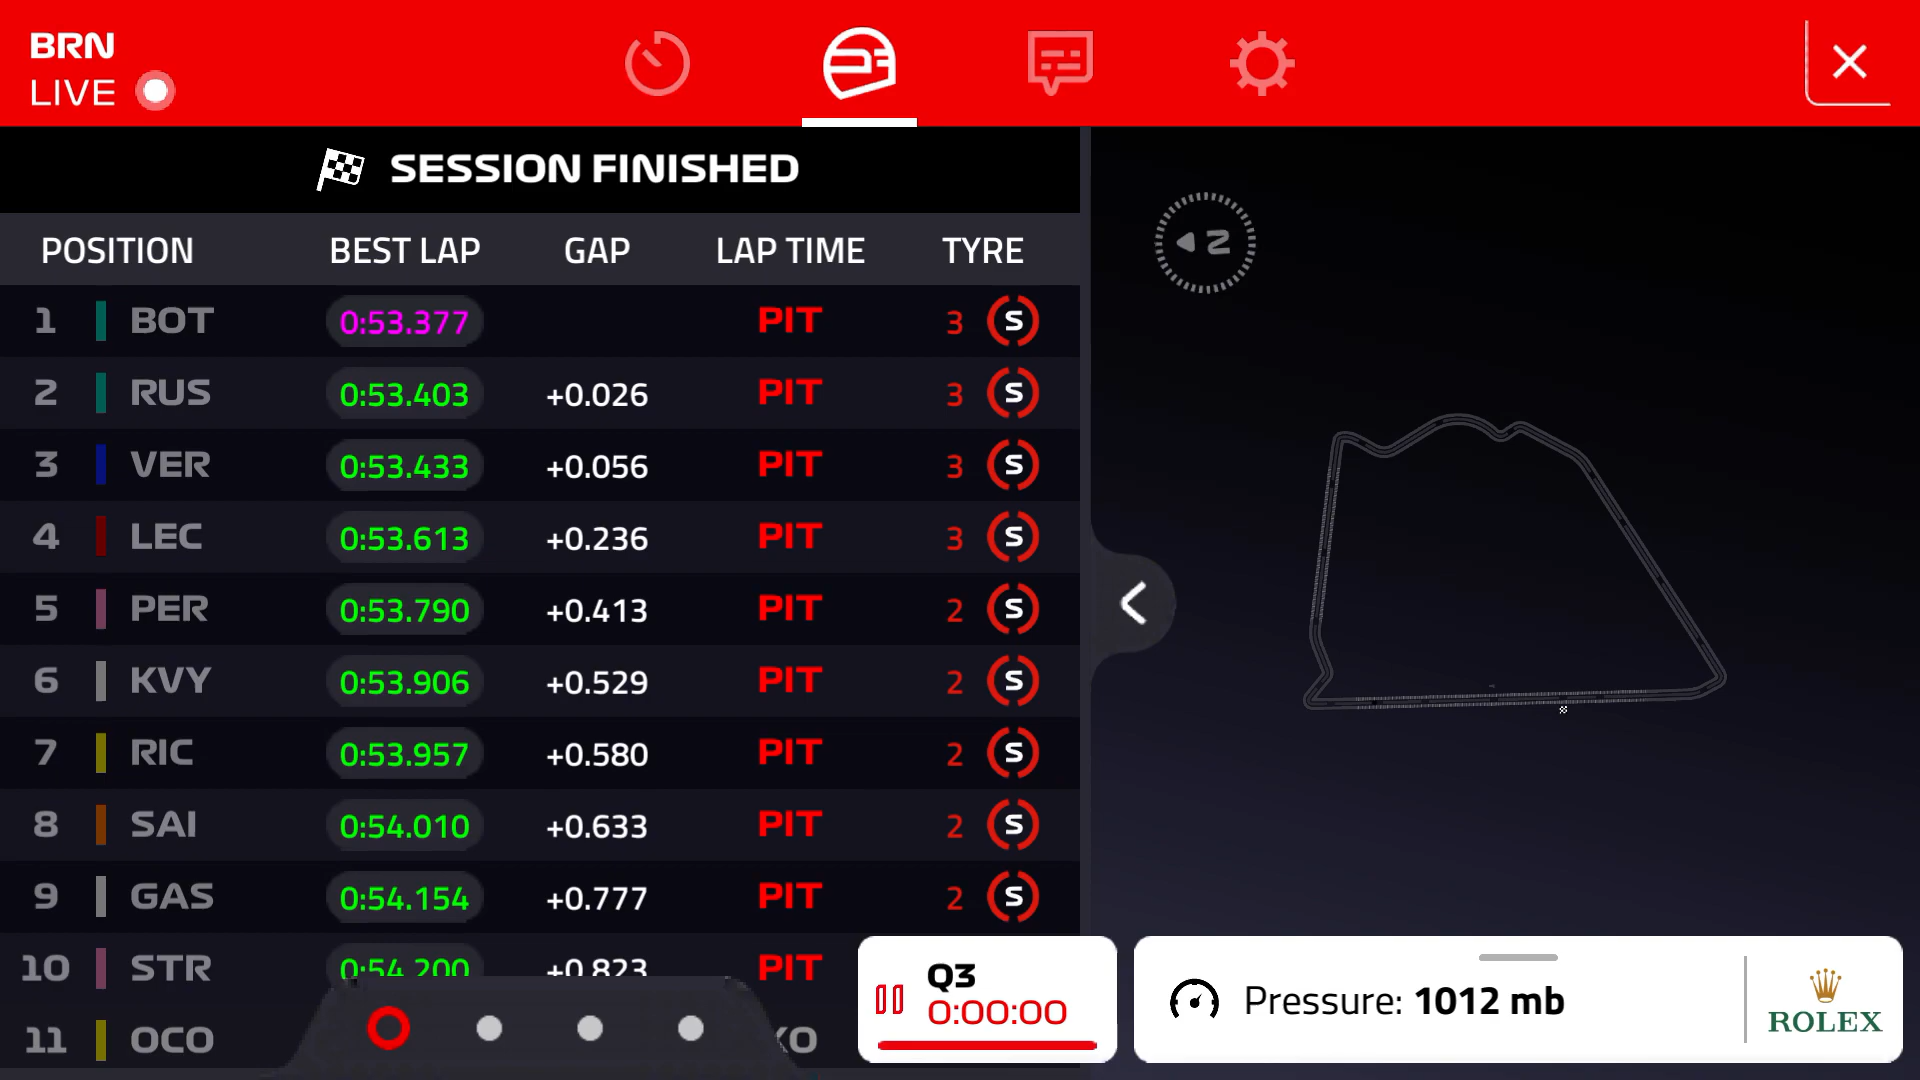 BRN
LIVE
SESSION FINISHED
POSITION BEST LAP GAP LAP TIME TYRE
1 BOT 0:53.377 PIT 3 S
2 RUS 0:53.403 +0.026 PIT 3 S
3 VER 0:53.433 +0.056 PIT 3 S
4 LEC 0:53.613 +0.236 PIT 3 S
5 PER 0:53.790 +0.413 PIT 2 S
6 KVY 0:53.906 +0.529 PIT 2 S
7 RIC 0:53.957 +0.580 PIT 2 S
8 SAI 0:54.010 +0.633 PIT 2 S
9 GAS 0:54.154 +0.777 PIT 2 S
10 STR 0:54.200 +0.823 PIT
11 OCO
N
Q3
0:00:00
Pressure: 1012 mb
ROLEX